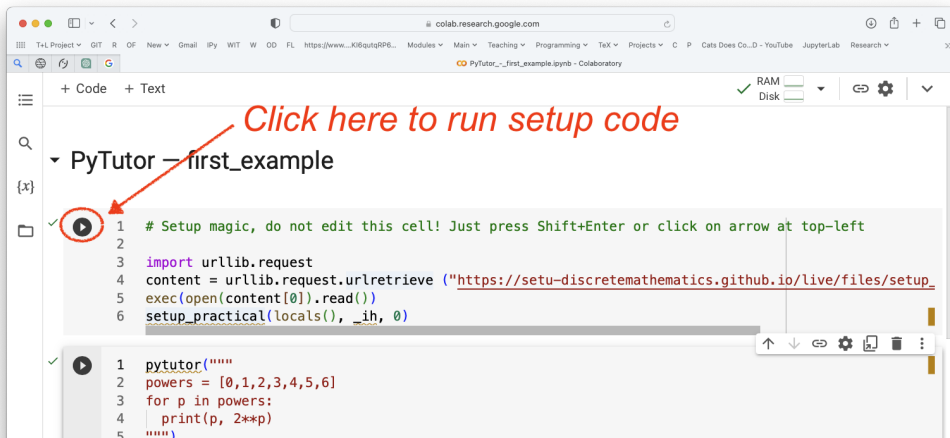 colab.research.google.com
T+L Project GIT R OF New Gmail IPy WIT W OD FL https://www....KI6qutqRP6... Modules Main Teaching Programming TeX Projects C P Cats Does Co...D - YouTube JupyterLab Research
G CO PyTutor_-_first_example.ipynb - Colaboratory
+ Code + Text RAM
Disk
Click here to run setup code
PyTutor — first_example
{x}
1 # Setup magic, do not edit this cell! Just press Shift+Enter or click on arrow at top-left
2
3 import urllib.request
4 content = urllib.request.urlretrieve ("https://setu-discretemathematics.github.io/live/files/setup_
5 exec(open(content[0]).read())
6 setup_practical(locals(), _ih, 0)
1 pytutor("""
2 powers = [0,1,2,3,4,5,6]
3 for p in powers:
4 print(p, 2**p)
5 """)